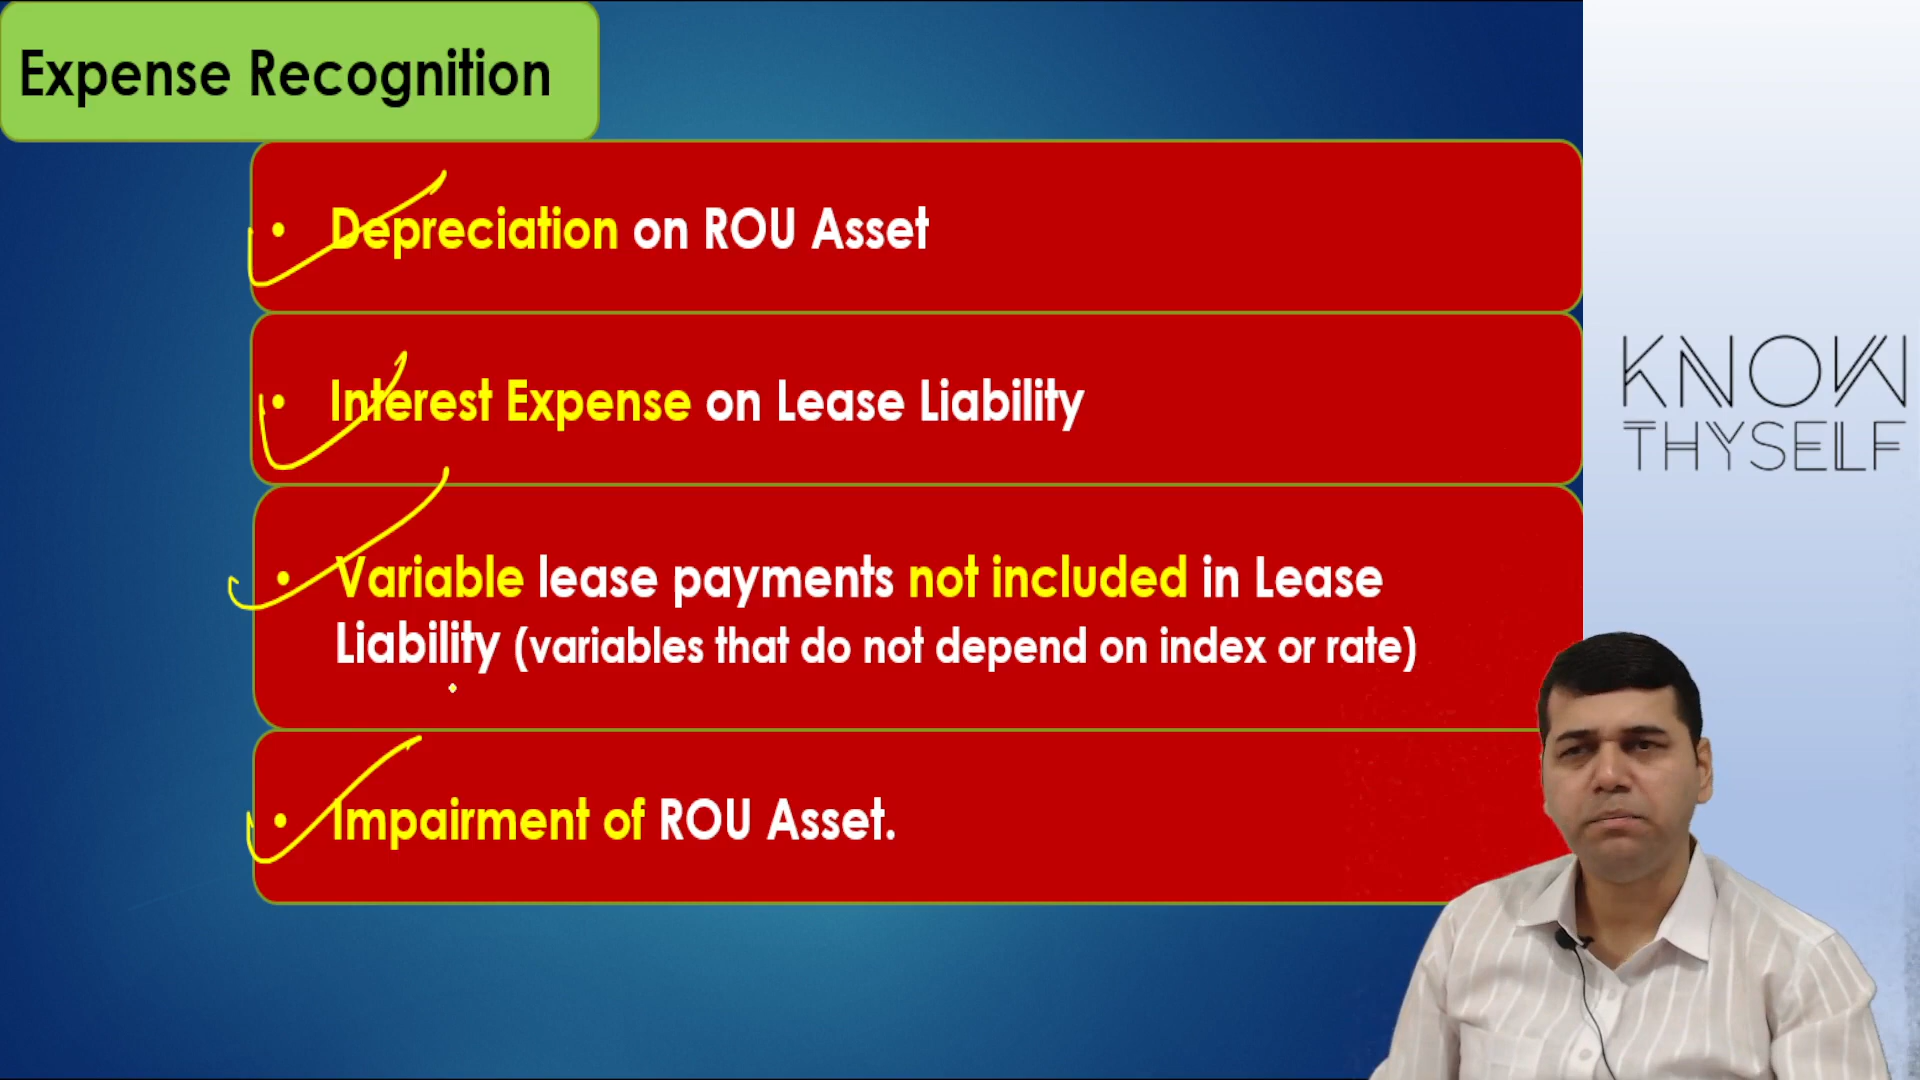 Expense Recognition
• Depreciation on ROU Asset
• Interest Expense on Lease Liability
• Variable lease payments not included in Lease
Liability (variables that do not depend on index or rate)
• Impairment of ROU Asset.
KNOW
THYSELF